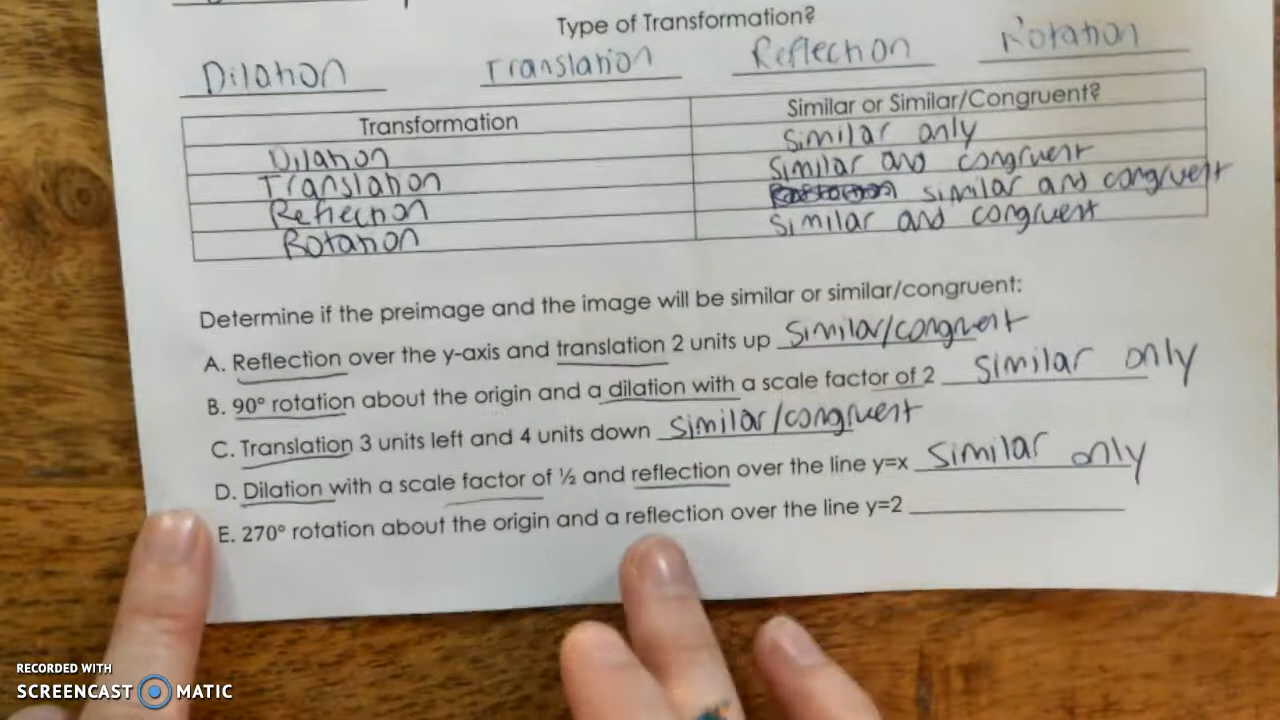 Type of Transformation?
Dilation Translation Reflection Rotation
Transformation Similar or Similar/Congruent?
Dilation Similar only
Translation Similar and congruent
Reflection similar and congruent
Rotation Similar and congruent
Determine if the preimage and the image will be similar or similar/congruent:
A. Reflection over the y-axis and translation 2 units up Similar/congruent
B. 90° rotation about the origin and a dilation with a scale factor of 2 Similar only
C. Translation 3 units left and 4 units down Similar/congruent
D. Dilation with a scale factor of ½ and reflection over the line y=x Similar only
E. 270° rotation about the origin and a reflection over the line y=2
RECORDED WITH
SCREENCAST MATIC